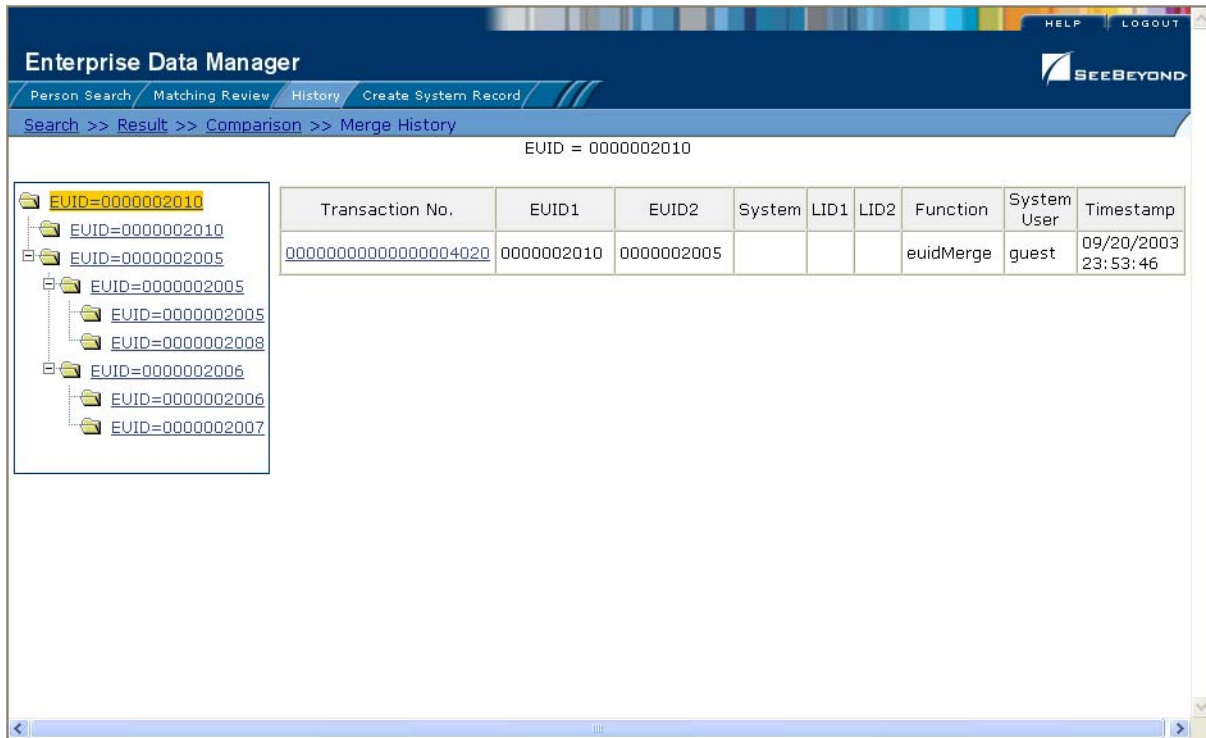 HELP LOGOUT
Enterprise Data Manager
SEEBEYOND
Person Search Matching Review History Create System Record
Search >> Result >> Comparison >> Merge History
EUID = 0000002010
EUID=0000002010
EUID=0000002010
EUID=0000002005
EUID=0000002005
EUID=0000002005
EUID=0000002008
EUID=0000002006
EUID=0000002006
EUID=0000002007
Transaction No. EUID1 EUID2 System LID1 LID2 Function System User Timestamp
00000000000000004020 0000002010 0000002005 euidMerge guest 09/20/2003 23:53:46